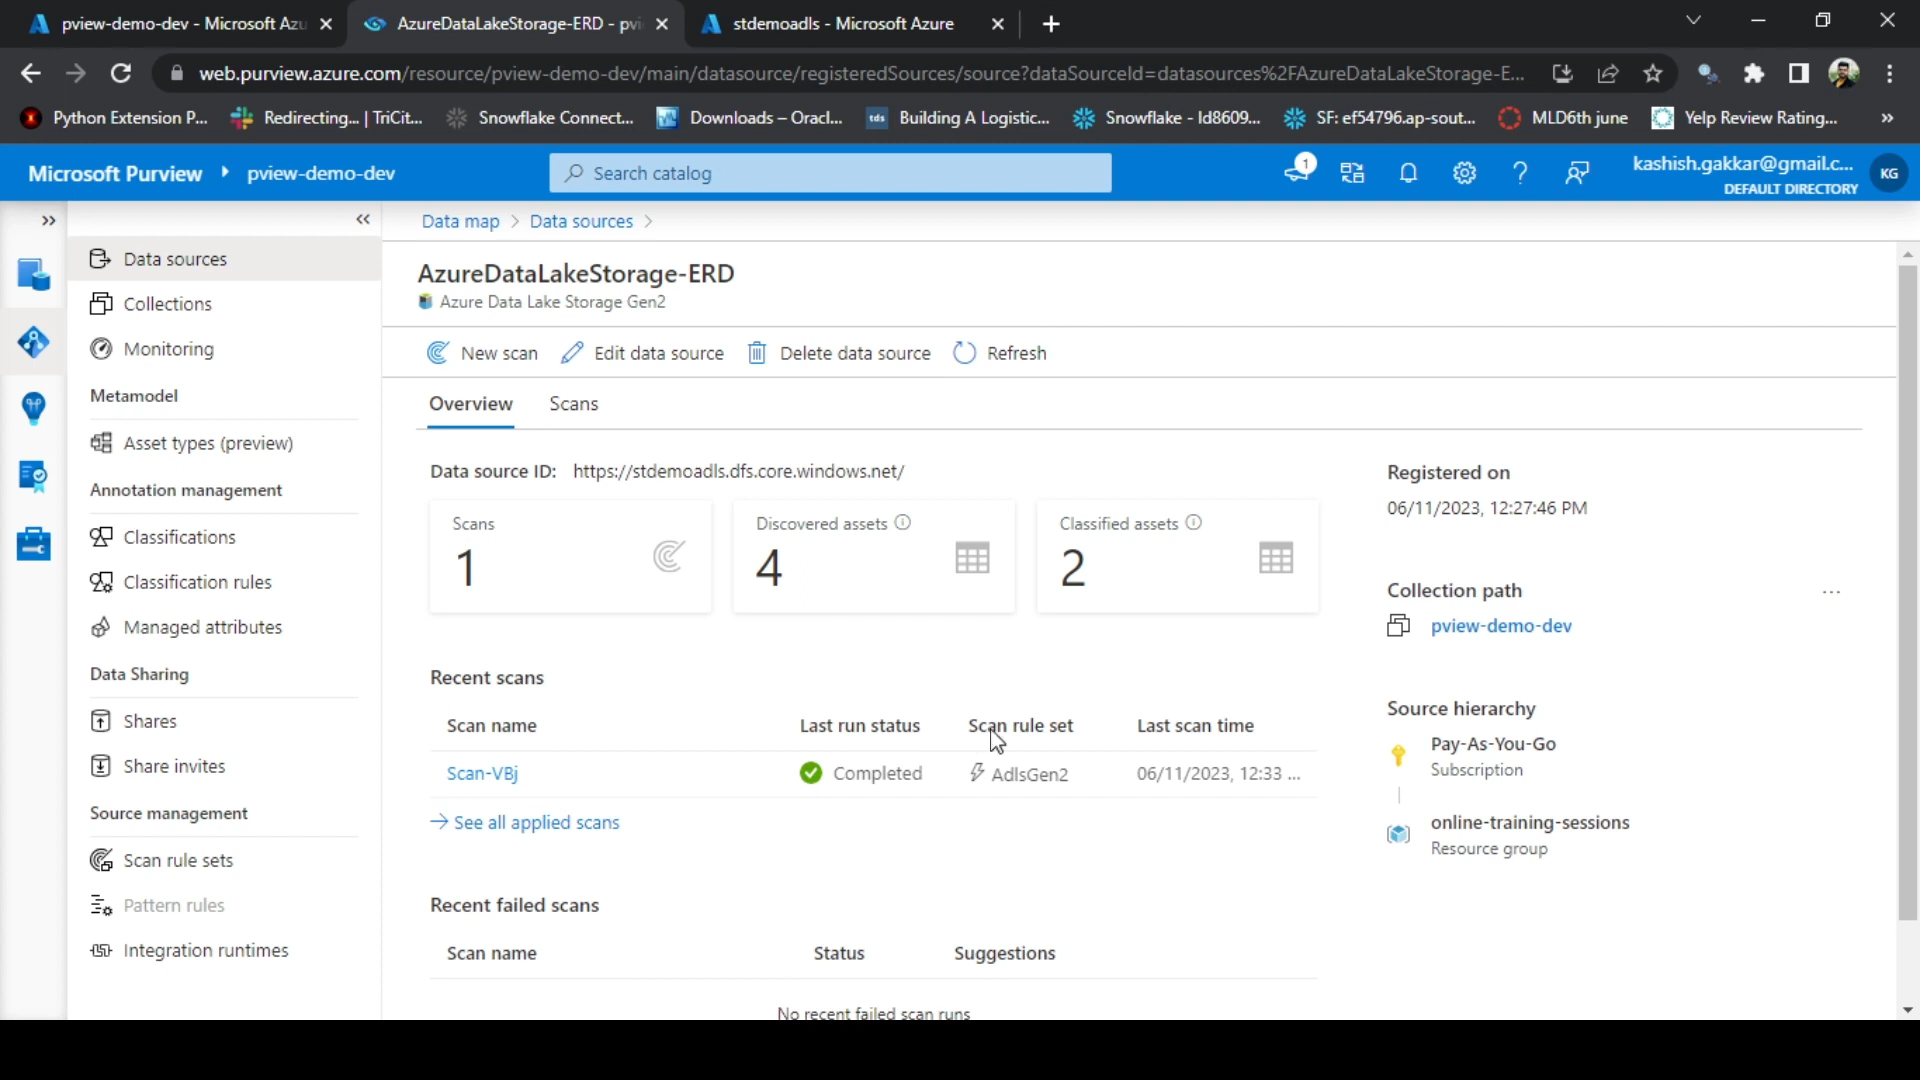 pview-demo-dev - Microsoft Azu
AzureDataLakeStorage-ERD - pvi
stdemoadls - Microsoft Azure
web.purview.azure.com/resource/pview-demo-dev/main/datasource/registeredSources/source?dataSourceId=datasources%2FAzureDataLakeStorage-E...
Python Extension P...
Redirecting... | TriCit...
Snowflake Connect...
Downloads – Oracl...
tds
Building A Logistic...
Snowflake - Id8609...
SF: ef54796.ap-sout...
MLD6th june
Yelp Review Rating...
»
Microsoft Purview
pview-demo-dev
Search catalog
1
kashish.gakkar@gmail.c...
DEFAULT DIRECTORY
KG
Data sources
Collections
Monitoring
Metamodel
Asset types (preview)
Annotation management
Classifications
Classification rules
Managed attributes
Data Sharing
Shares
Share invites
Source management
Scan rule sets
Pattern rules
Integration runtimes
Data map > Data sources >
AzureDataLakeStorage-ERD
Azure Data Lake Storage Gen2
New scan
Edit data source
Delete data source
Refresh
Overview
Scans
Data source ID: https://stdemoadls.dfs.core.windows.net/
Scans
1
Discovered assets
4
Classified assets
2
Recent scans
Scan name Last run status Scan rule set Last scan time
Scan-VBj Completed AdlsGen2 06/11/2023, 12:33 ...
See all applied scans
Recent failed scans
Scan name Status Suggestions
No recent failed scan runs
Registered on
06/11/2023, 12:27:46 PM
Collection path
...
pview-demo-dev
Source hierarchy
Pay-As-You-Go
Subscription
online-training-sessions
Resource group